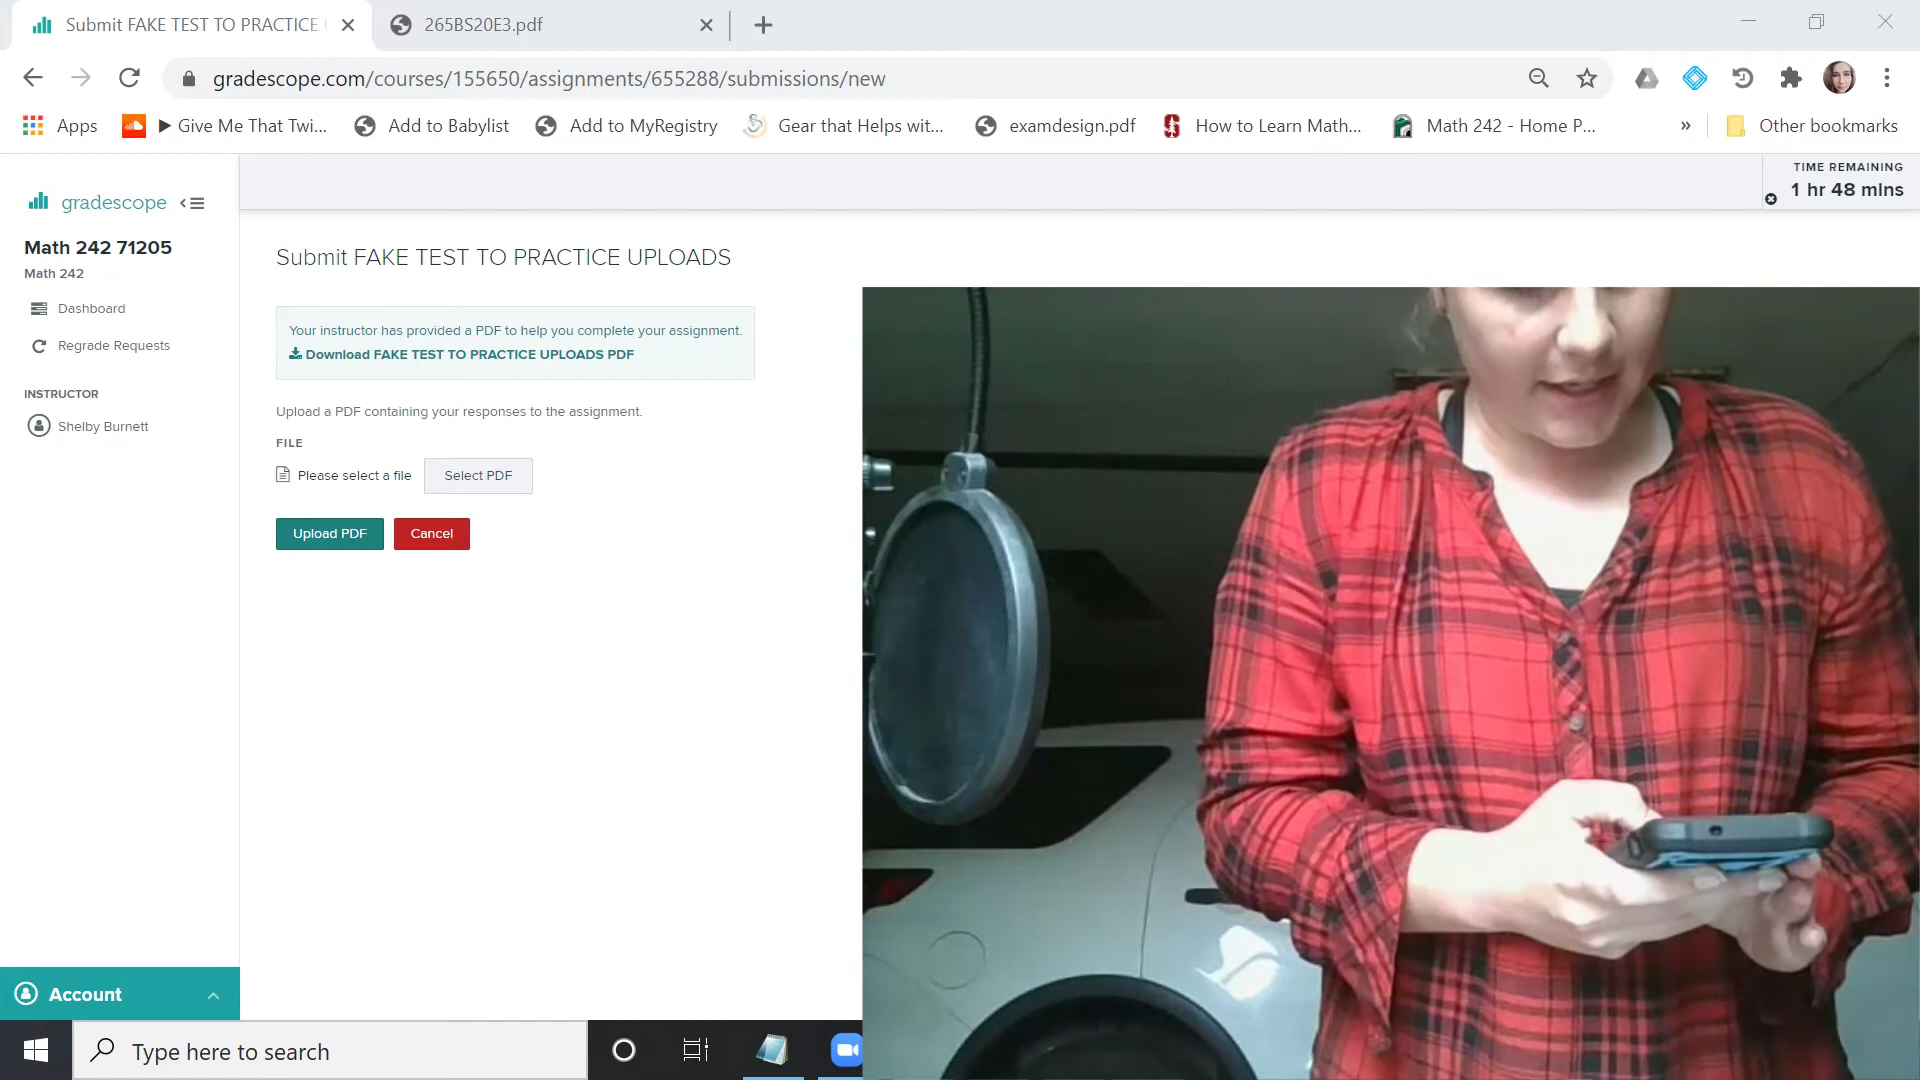 Submit FAKE TEST TO PRACTICE
265BS20E3.pdf
gradescope.com/courses/155650/assignments/655288/submissions/new
Apps
Give Me That Twi...
Add to Babylist
Add to MyRegistry
Gear that Helps wit...
examdesign.pdf
How to Learn Math...
Math 242 - Home P...
»
Other bookmarks
TIME REMAINING
1 hr 48 mins
gradescope
Math 242 71205
Math 242
Dashboard
Regrade Requests
INSTRUCTOR
Shelby Burnett
Submit FAKE TEST TO PRACTICE UPLOADS
Your instructor has provided a PDF to help you complete your assignment.
Download FAKE TEST TO PRACTICE UPLOADS PDF
Upload a PDF containing your responses to the assignment.
FILE
Please select a file
Select PDF
Upload PDF
Cancel
Account
Type here to search